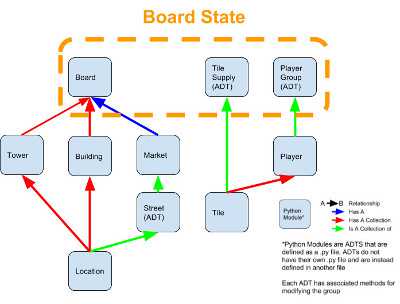 Board State
Board
Tile
Supply
(ADT)
Player
Group
(ADT)
Tower
Building
Market
Player
Street
(ADT)
Tile
Location
Python
Module*
A
B
Relationship
Has A
Has A Collection
Is A Collection of
*Python Modules are ADTS that are
defined is a .py file, ADTs do not
have their own .py file and are instead
defined in another file
Each ADT has associated methods for
modifying the group